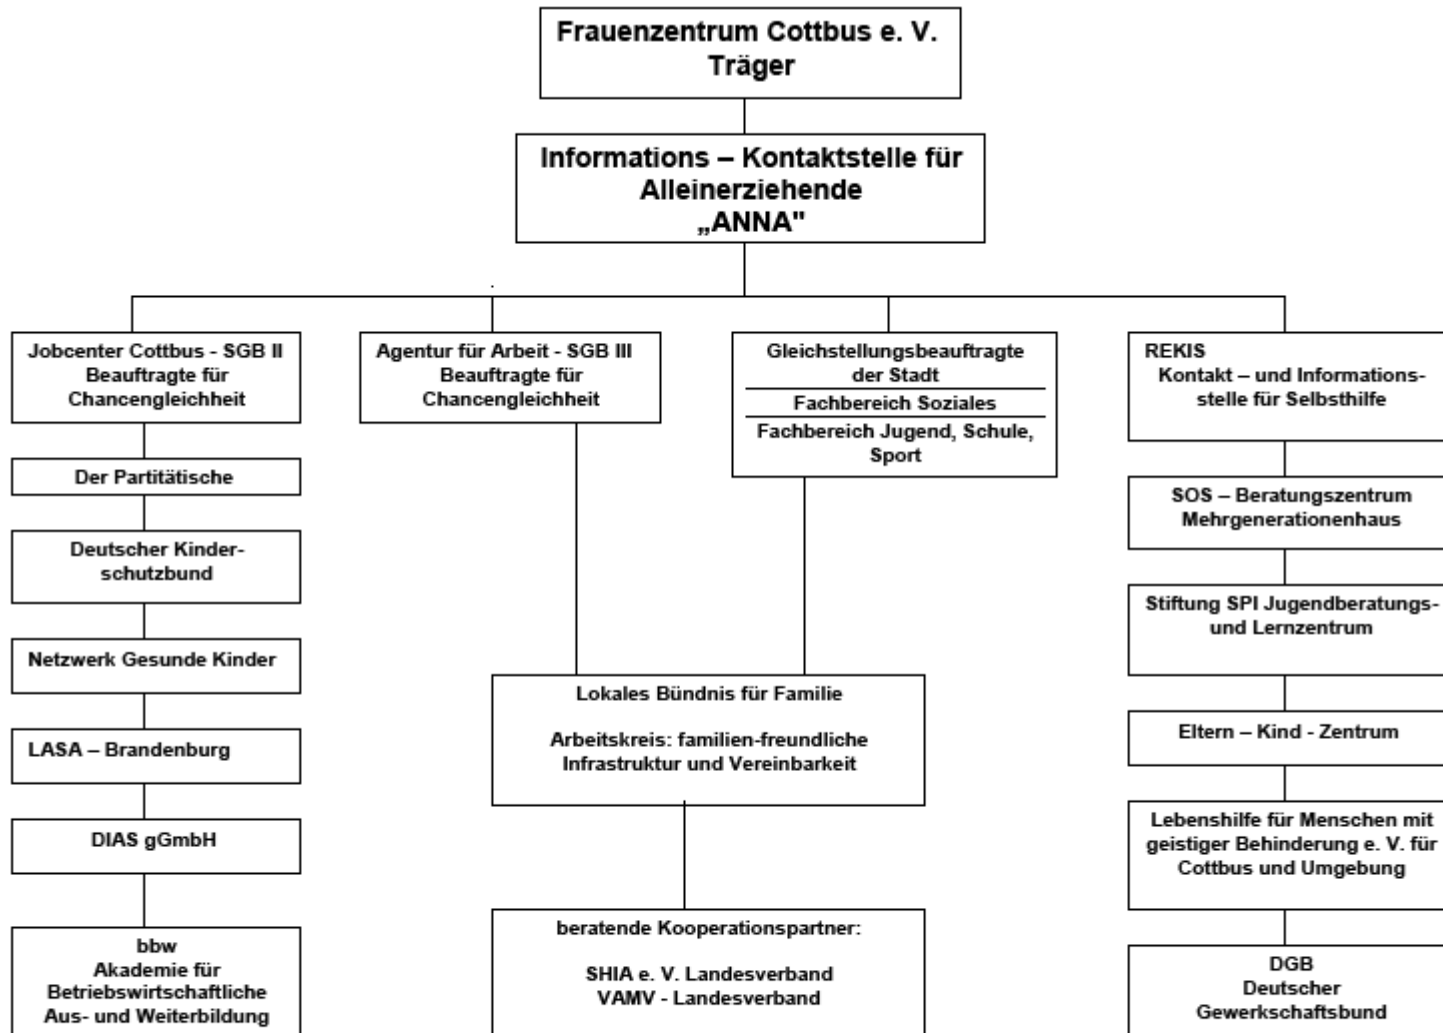 Frauenzentrum Cottbus e. V.
Träger
Informations – Kontaktstelle für
Alleinerziehende
„ANNA"
Jobcenter Cottbus - SGB II
Beauftragte für
Chancengleichheit
Agentur für Arbeit - SGB III
Beauftragte für
Chancengleichheit
Gleichstellungsbeauftragte
der Stadt
Fachbereich Soziales
Fachbereich Jugend, Schule,
Sport
REKIS
Kontakt – und Informations-
stelle für Selbsthilfe
Der Partitätische
Deutscher Kinder-
schutzbund
Netzwerk Gesunde Kinder
LASA – Brandenburg
DIAS gGmbH
bbw
Akademie für
Betriebswirtschaftliche
Aus- und Weiterbildung
Lokales Bündnis für Familie
Arbeitskreis: familien-freundliche
Infrastruktur und Vereinbarkeit
beratende Kooperationspartner:
SHIA e. V. Landesverband
VAMV - Landesverband
SOS – Beratungszentrum
Mehrgenerationenhaus
Stiftung SPI Jugendberatungs-
und Lernzentrum
Eltern – Kind - Zentrum
Lebenshilfe für Menschen mit
geistiger Behinderung e. V. für
Cottbus und Umgebung
DGB
Deutscher
Gewerkschaftsbund